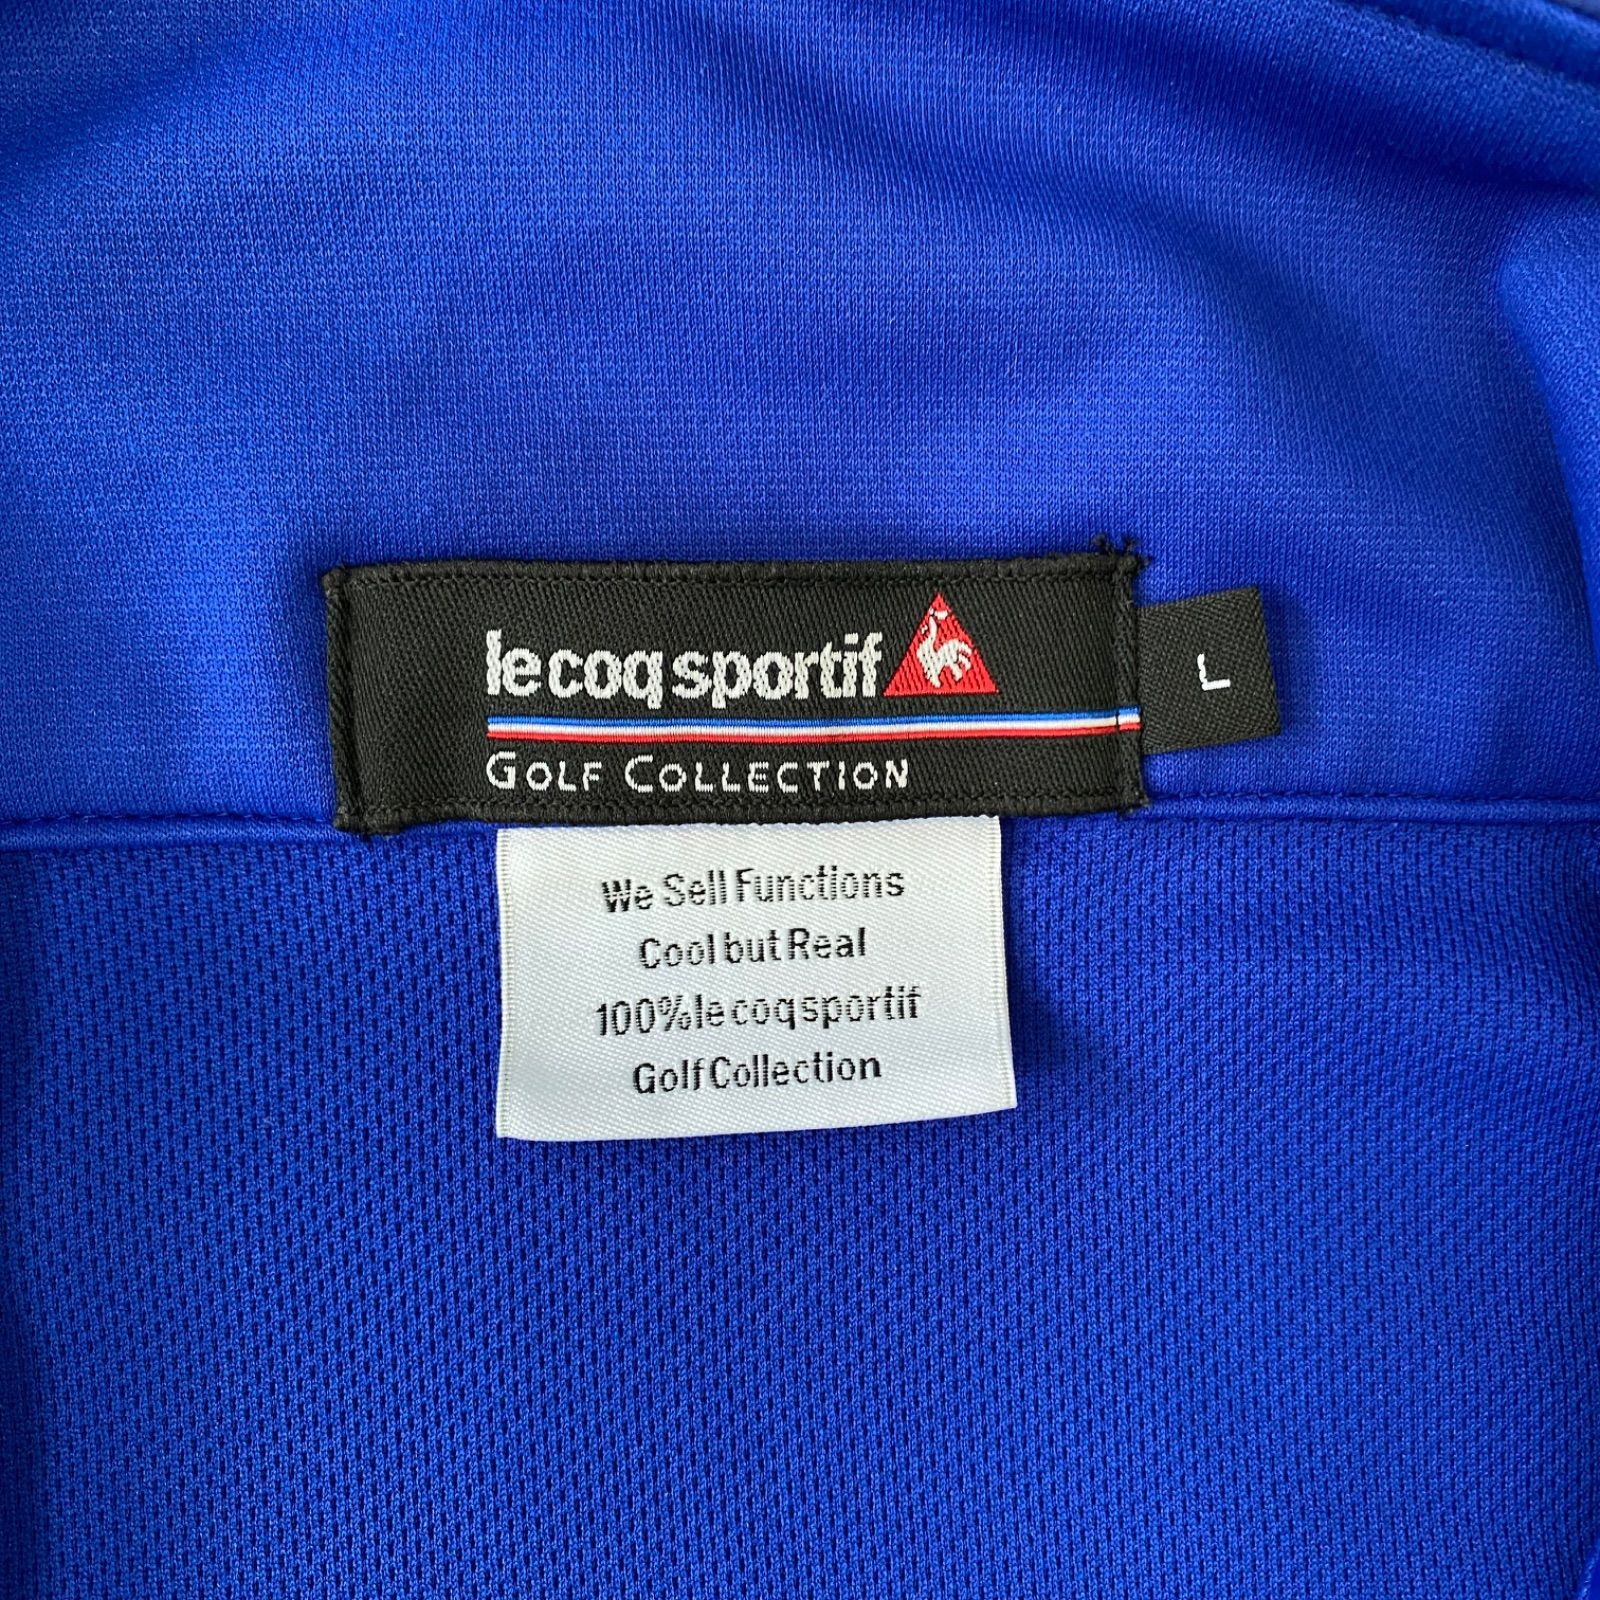 le coq sportif
GOLF COLLECTION
L
We Sell Functions
Cool but Real
100% le coq sportif
Golf Collection